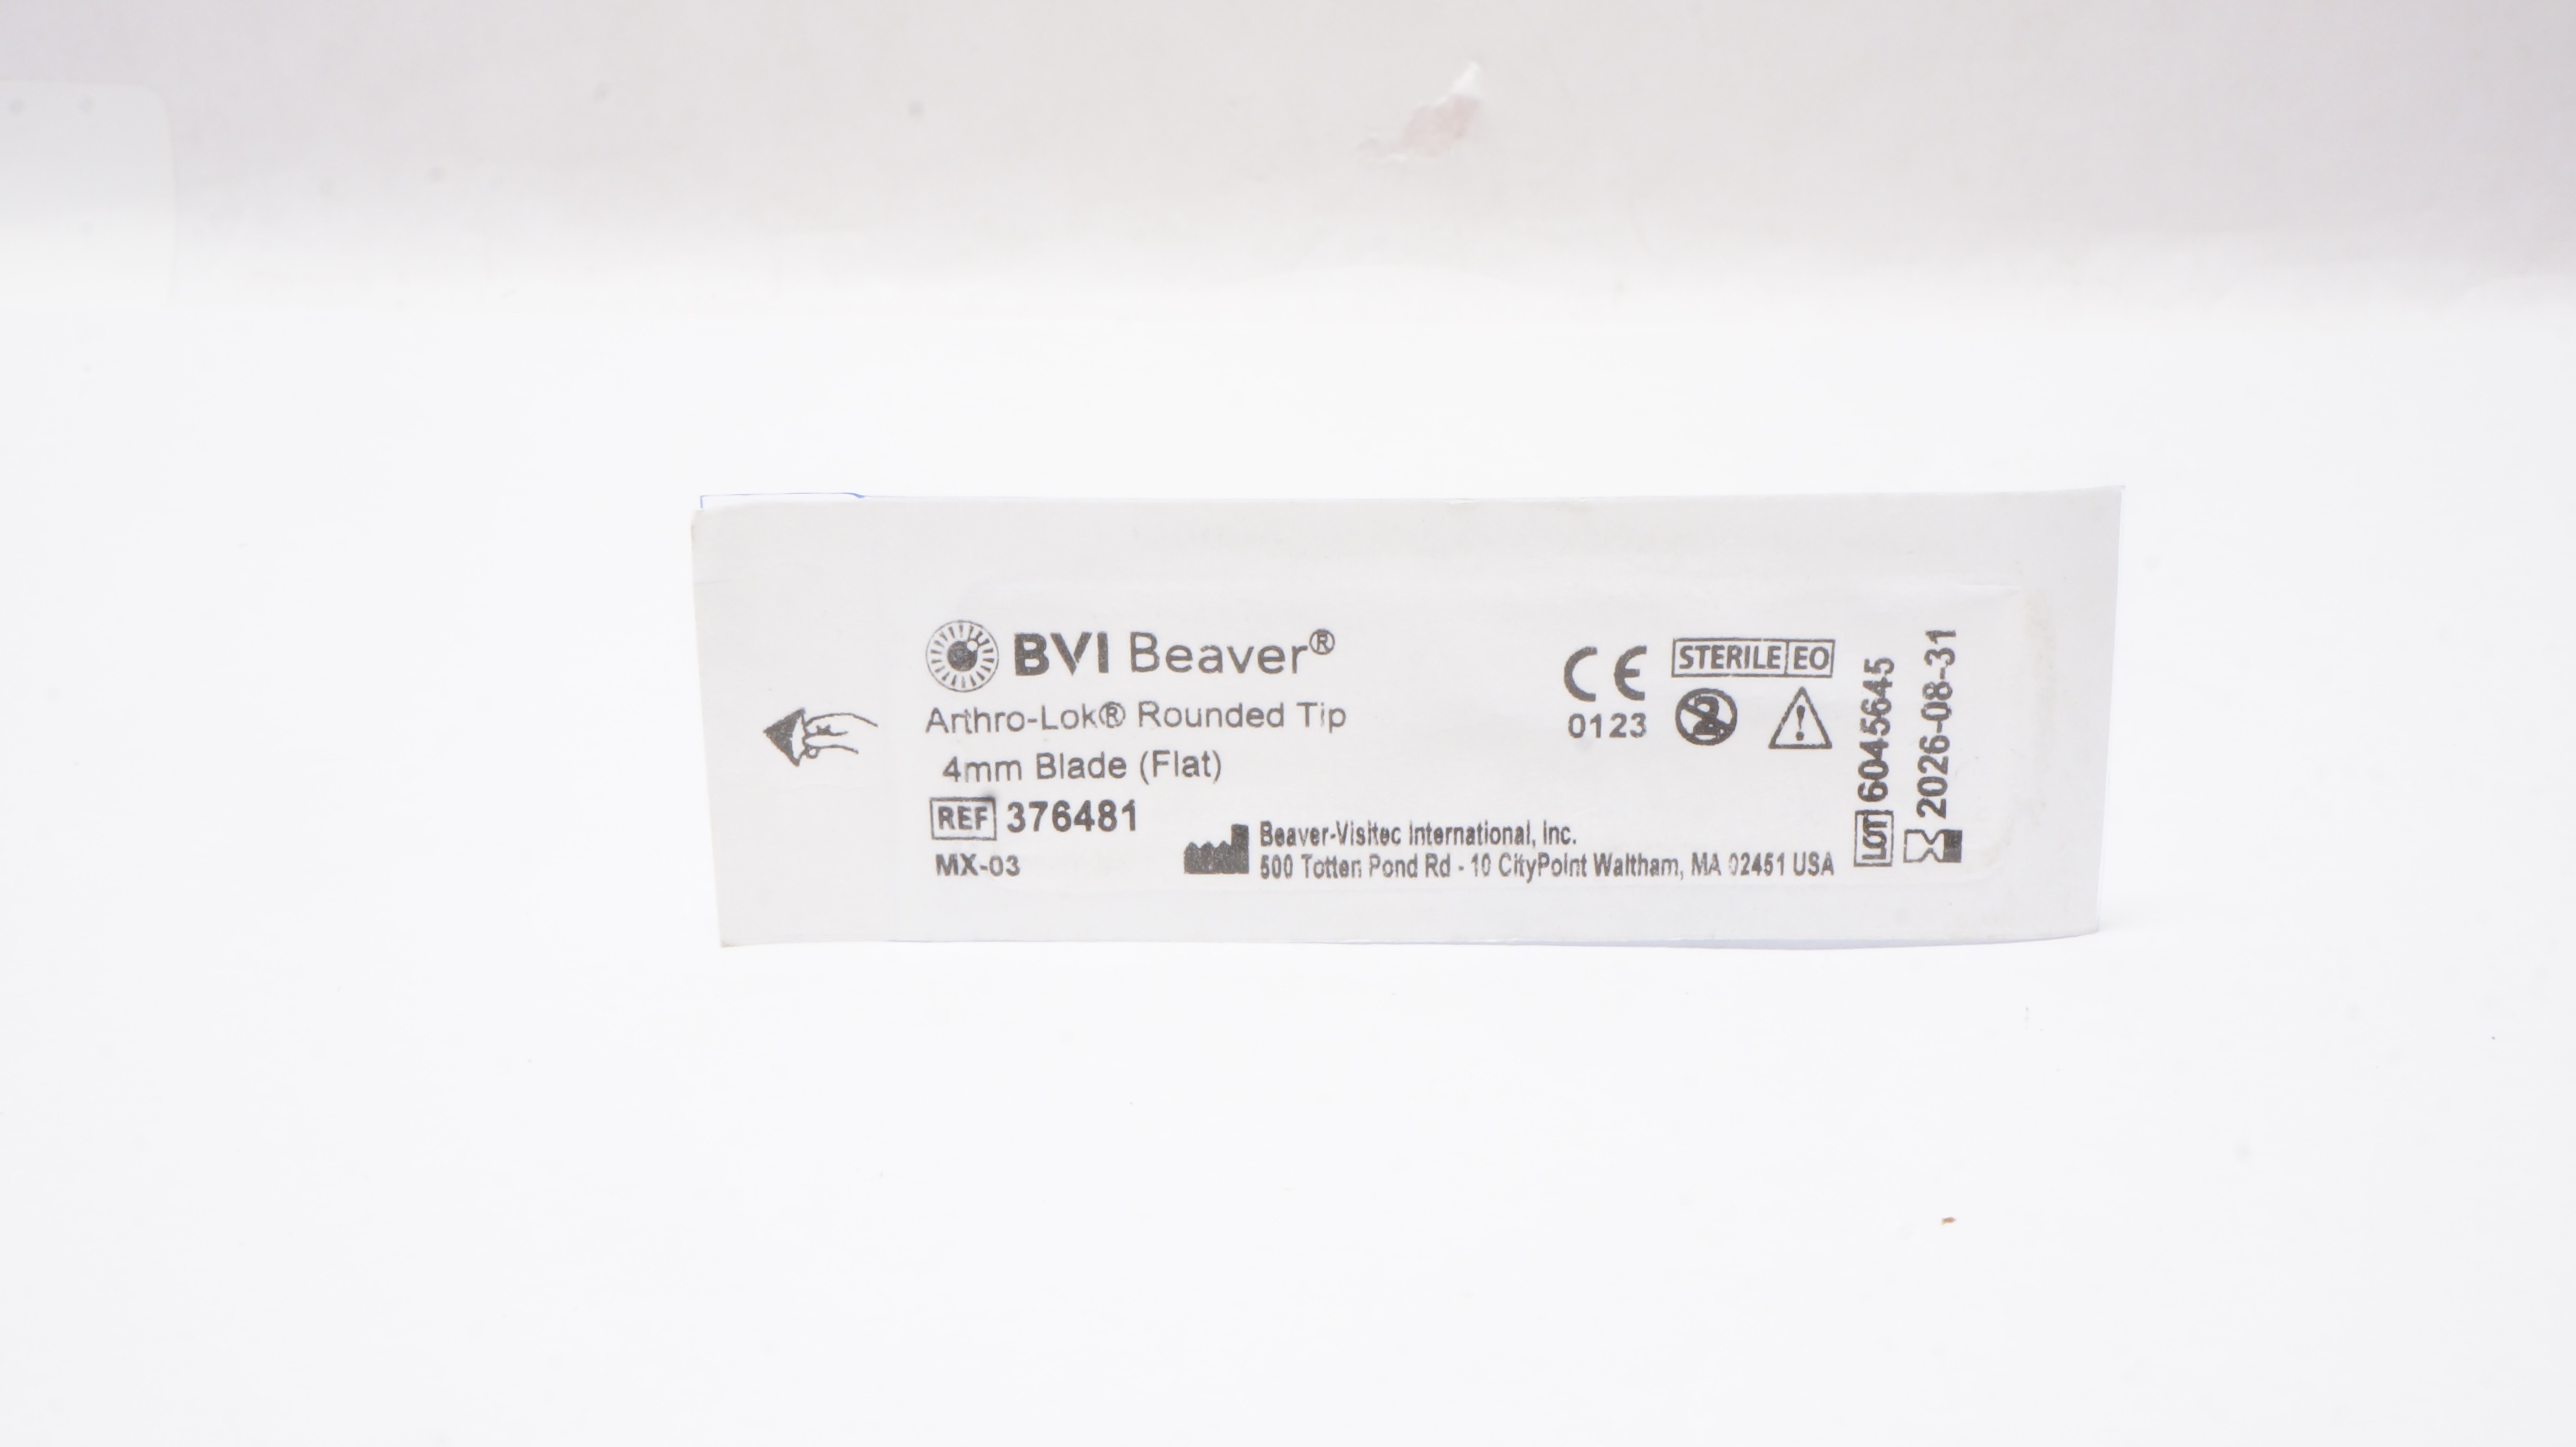 BVI Beaver®
Arthro-Lok® Rounded Tip
4mm Blade (Flat)
REF 376481
MX-03
Beaver-Visitec International, Inc.
500 Totten Pond Rd - 10 CityPoint Waltham, MA 02451 USA
CE
0123
STERILE EO
2
LOT 6045645
2026-08-31